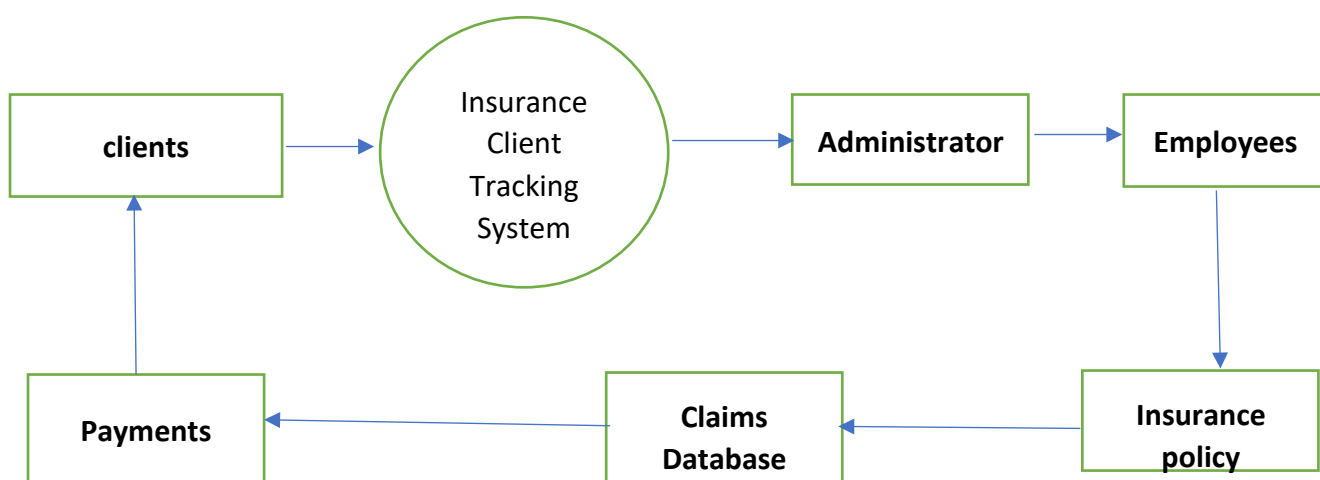 clients
Insurance
Client
Tracking
System
Administrator
Employees
Payments
Claims
Database
Insurance
policy